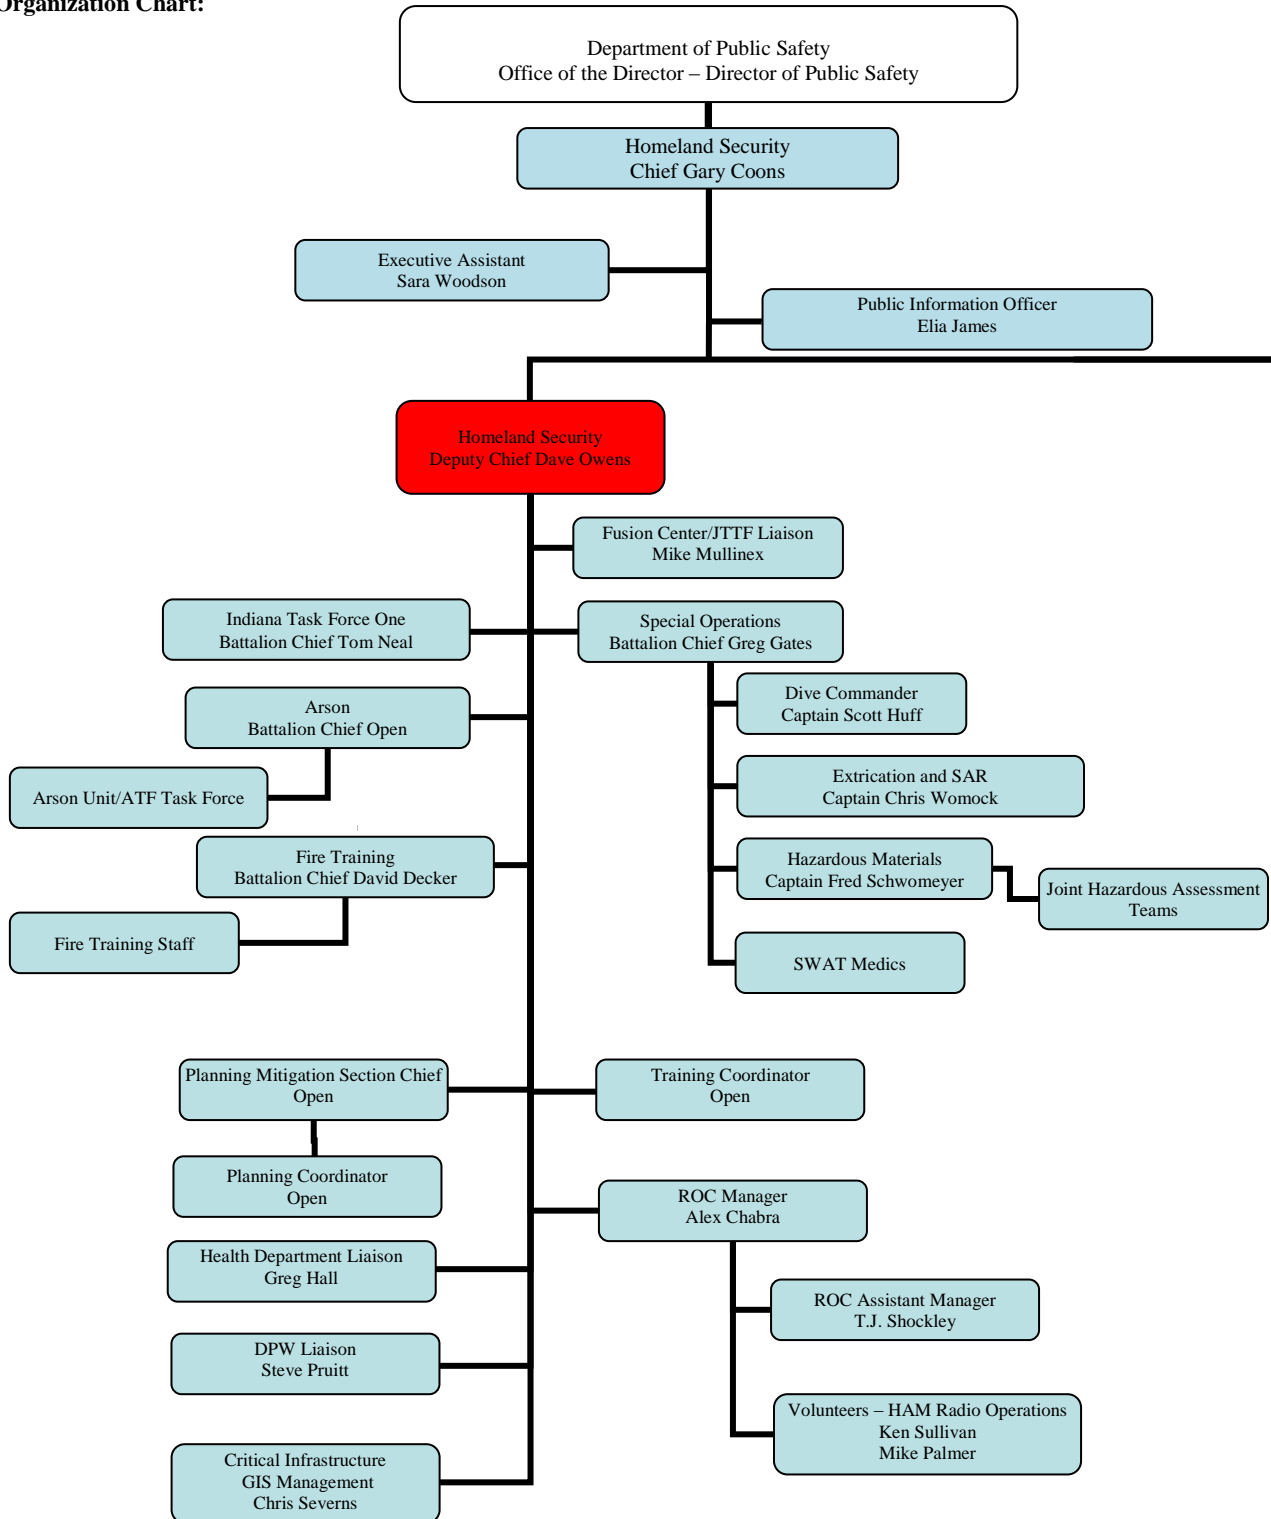 Organization Chart:
Department of Public Safety
Office of the Director – Director of Public Safety
Homeland Security
Chief Gary Coons
Executive Assistant
Sara Woodson
Public Information Officer
Elia James
Homeland Security
Deputy Chief Dave Owens
Fusion Center/JTTF Liaison
Mike Mullinex
Indiana Task Force One
Battalion Chief Tom Neal
Special Operations
Battalion Chief Greg Gates
Arson
Battalion Chief Open
Dive Commander
Captain Scott Huff
Arson Unit/ATF Task Force
Extrication and SAR
Captain Chris Womock
Fire Training
Battalion Chief David Decker
Hazardous Materials
Captain Fred Schwomeyer
Joint Hazardous Assessment
Teams
Fire Training Staff
SWAT Medics
Planning Mitigation Section Chief
Open
Training Coordinator
Open
Planning Coordinator
Open
ROC Manager
Alex Chabra
Health Department Liaison
Greg Hall
ROC Assistant Manager
T.J. Shockley
DPW Liaison
Steve Pruitt
Volunteers – HAM Radio Operations
Ken Sullivan
Mike Palmer
Critical Infrastructure
GIS Management
Chris Severns